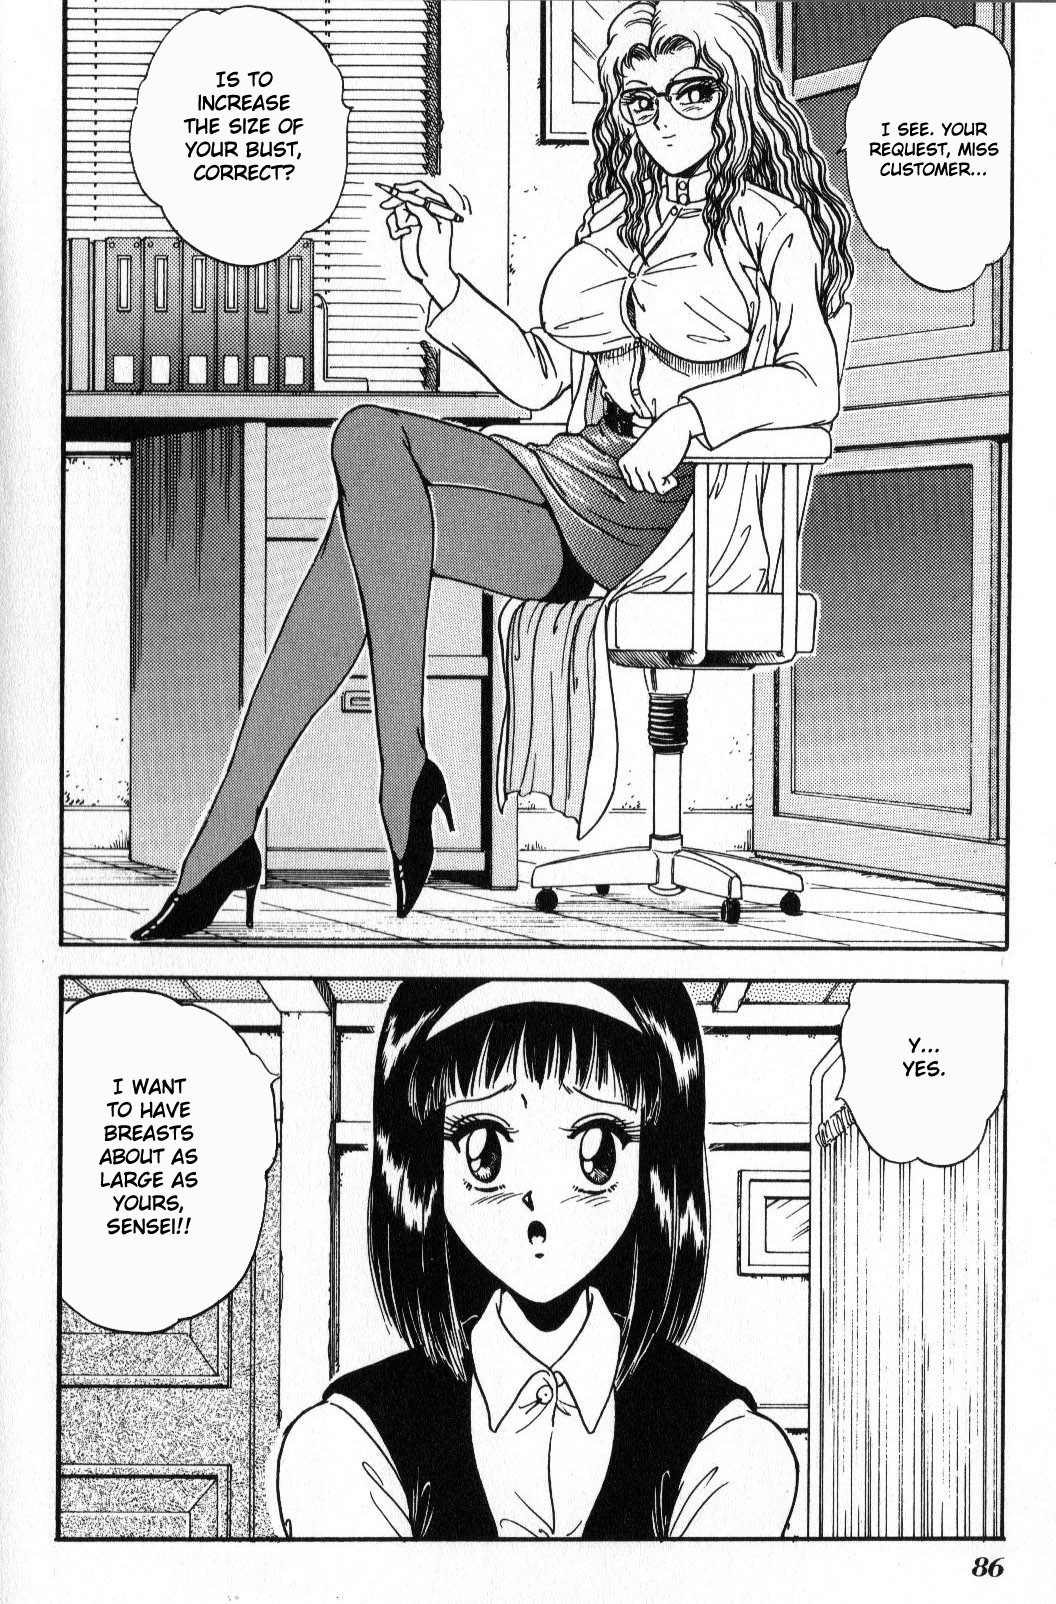 I SEE. YOUR
REQUEST, MISS
CUSTOMER...
IS TO
INCREASE
THE SIZE OF
YOUR BUST,
CORRECT?
Y...
YES.
I WANT
TO HAVE
BREASTS
ABOUT AS
LARGE AS
YOURS,
SENSEI!!
86